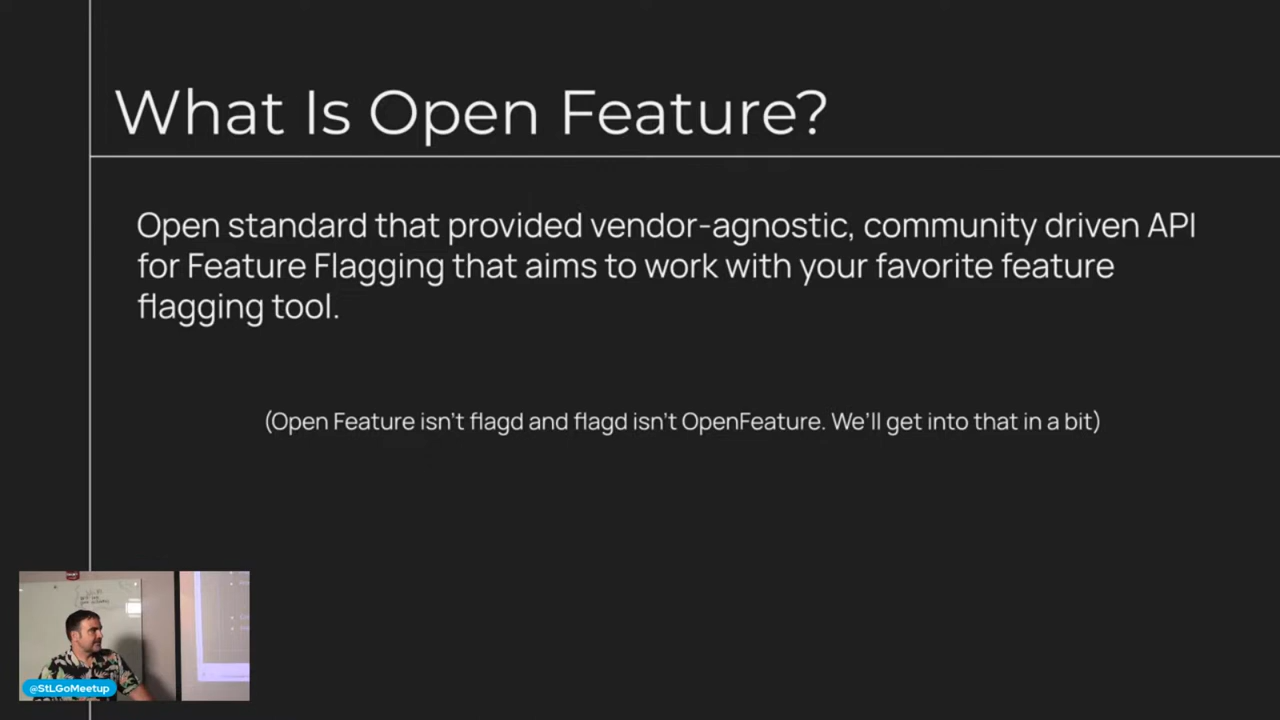 What Is Open Feature?
Open standard that provided vendor-agnostic, community driven API
for Feature Flagging that aims to work with your favorite feature
flagging tool.
(Open Feature isn't flagd and flagd isn't OpenFeature. We'll get into that in a bit)
@StLGoMeetup